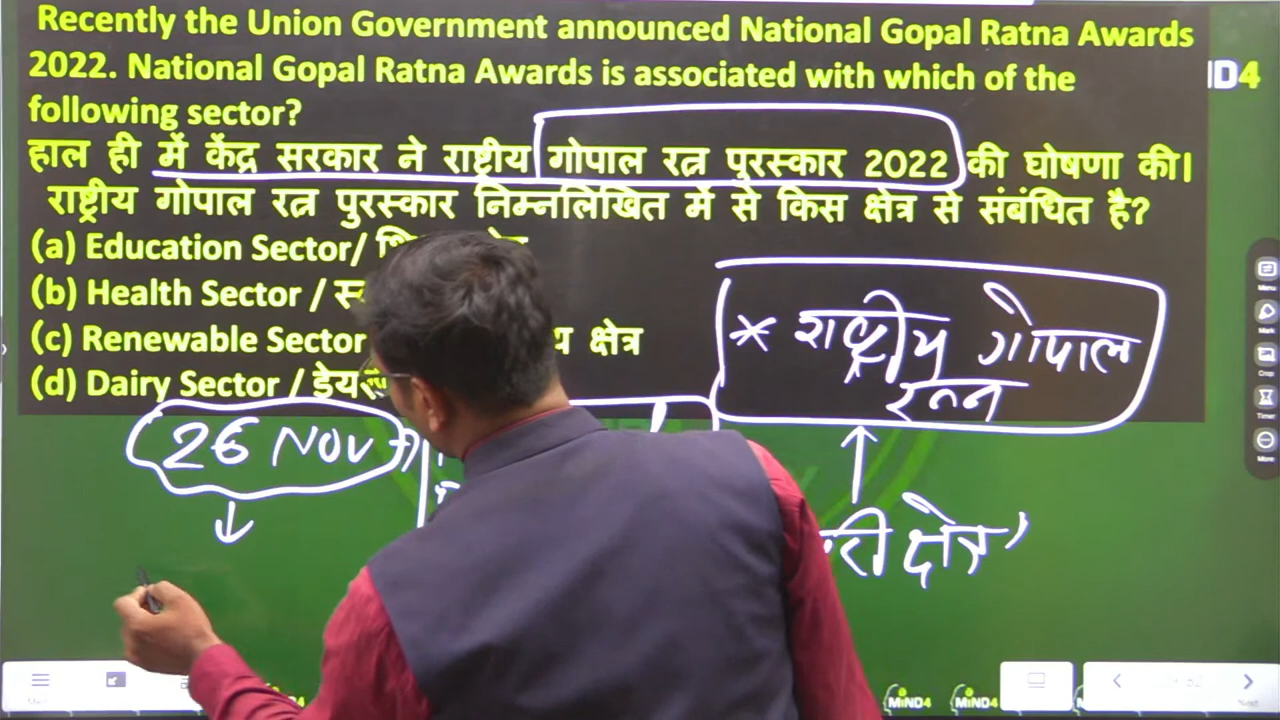 Recently the Union Government announced National Gopal Ratna Awards
2022. National Gopal Ratna Awards is associated with which of the
following sector?
हाल ही में केंद्र सरकार ने राष्ट्रीय गोपाल रत्न पुरस्कार 2022 की घोषणा की।
राष्ट्रीय गोपाल रत्न पुरस्कार निम्नलिखित में से किस क्षेत्र से संबंधित है?
(a) Education Sector/
(b) Health Sector /
(c) Renewable Sector क्षेत्र
(d) Dairy Sector /
* राष्ट्रीय गोपाल
रत्न
26 NOV
क्षेत्र'
MiND4 MiND4